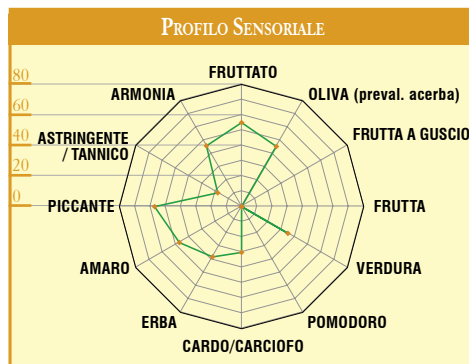 PROFILO SENSORIALE
80
60
40
20
0
FRUTTATO
OLIVA (preval. acerba)
FRUTTA A GUSCIO
FRUTTA
VERDURA
POMODORO
CARDO/CARCIOFO
ERBA
AMARO
PICCANTE
ASTRINGENTE
/ TANNICO
ARMONIA